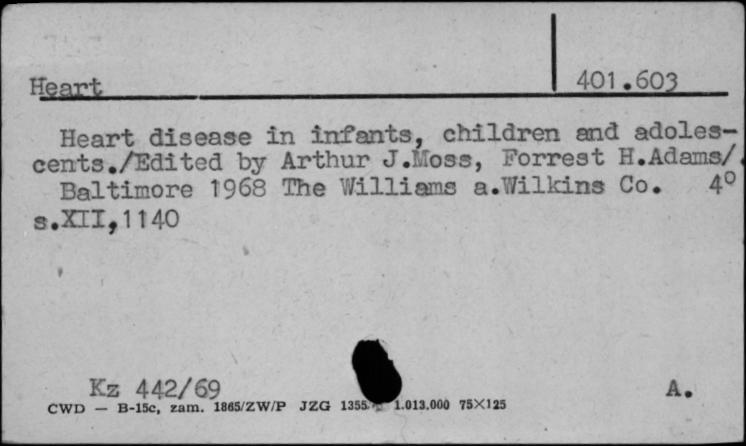 Heart 401.603
Heart disease in infants, children and adoles-
cents./Edited by Arthur J.Moss, Forrest H.Adams/.
Baltimore 1968 The Williams a.Wilkins Co. 4°
s.XII,1140
Kz 442/69 A.
CWD — B-15c, zam. 1865/ZW/P JZG 1355 1.013.000 75×125